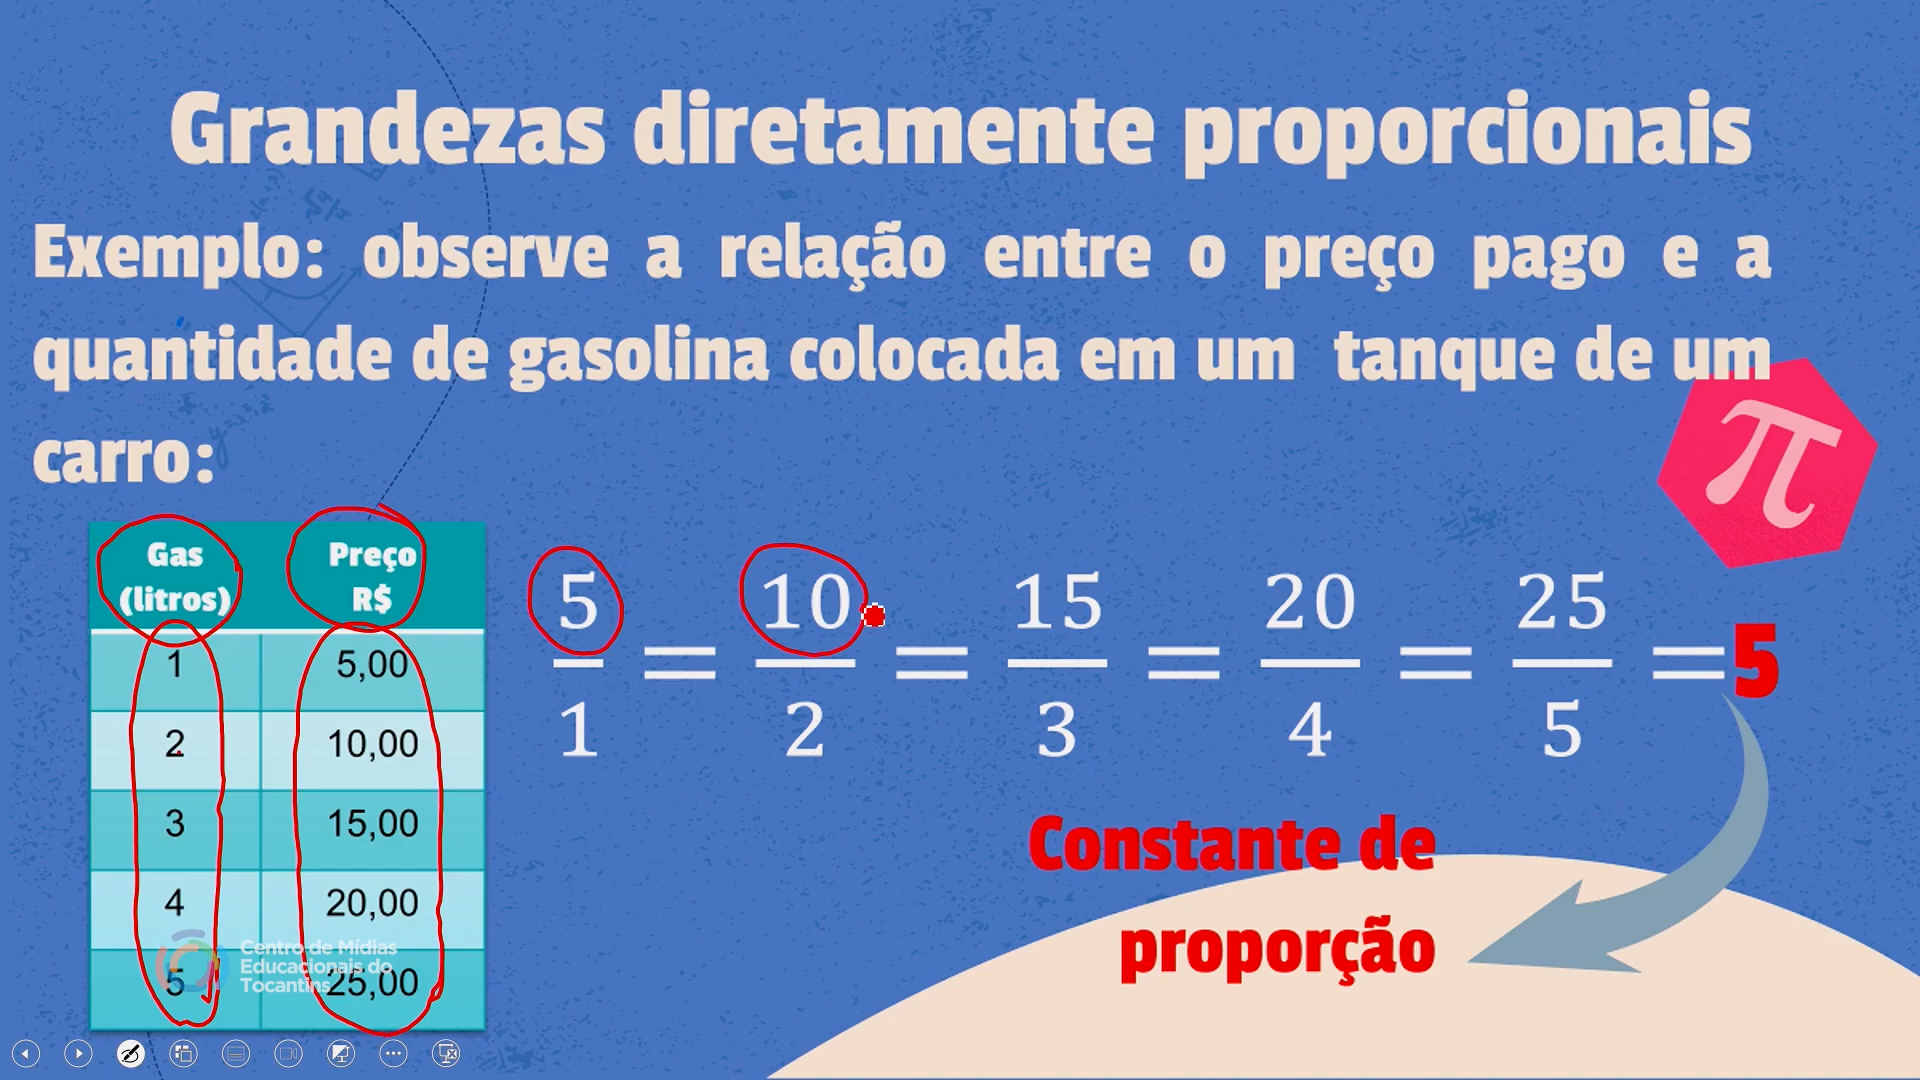 Grandezas diretamente proporcionais
Exemplo: observe a relação entre o preço pago e a
quantidade de gasolina colocada em um tanque de um
carro:
π
Gas (litros) Preço R$
1 5,00
2 10,00
3 15,00
4 20,00
5 25,00
5/1 = 10/2 = 15/3 = 20/4 = 25/5 = 5
Constante de
proporção
Centro de Mídias
Educacionais do
Tocantins